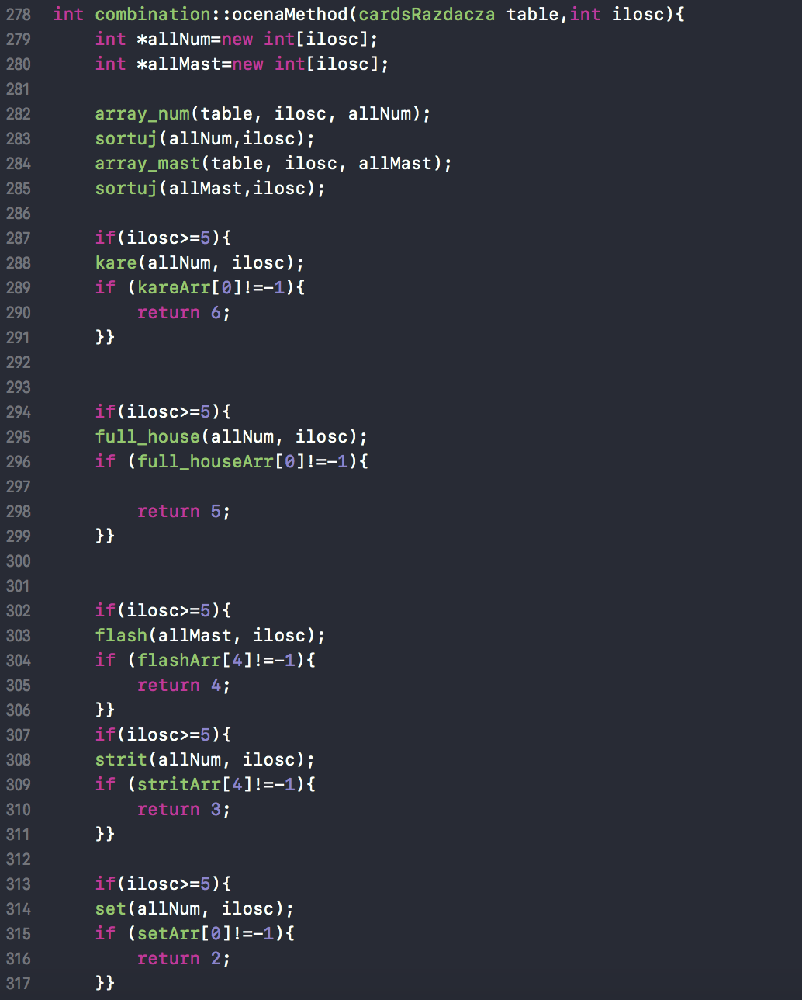 278 int combination::ocenaMethod(cardsRazdacza table,int ilosc){
279     int *allNum=new int[ilosc];
280     int *allMast=new int[ilosc];
281
282     array_num(table, ilosc, allNum);
283     sortuj(allNum,ilosc);
284     array_mast(table, ilosc, allMast);
285     sortuj(allMast,ilosc);
286
287     if(ilosc>=5){
288     kare(allNum, ilosc);
289     if (kareArr[0]!=-1){
290         return 6;
291     }}
292
293
294     if(ilosc>=5){
295     full_house(allNum, ilosc);
296     if (full_houseArr[0]!=-1){
297
298         return 5;
299     }}
300
301
302     if(ilosc>=5){
303     flash(allMast, ilosc);
304     if (flashArr[4]!=-1){
305         return 4;
306     }}
307     if(ilosc>=5){
308     strit(allNum, ilosc);
309     if (stritArr[4]!=-1){
310         return 3;
311     }}
312
313     if(ilosc>=5){
314     set(allNum, ilosc);
315     if (setArr[0]!=-1){
316         return 2;
317     }}